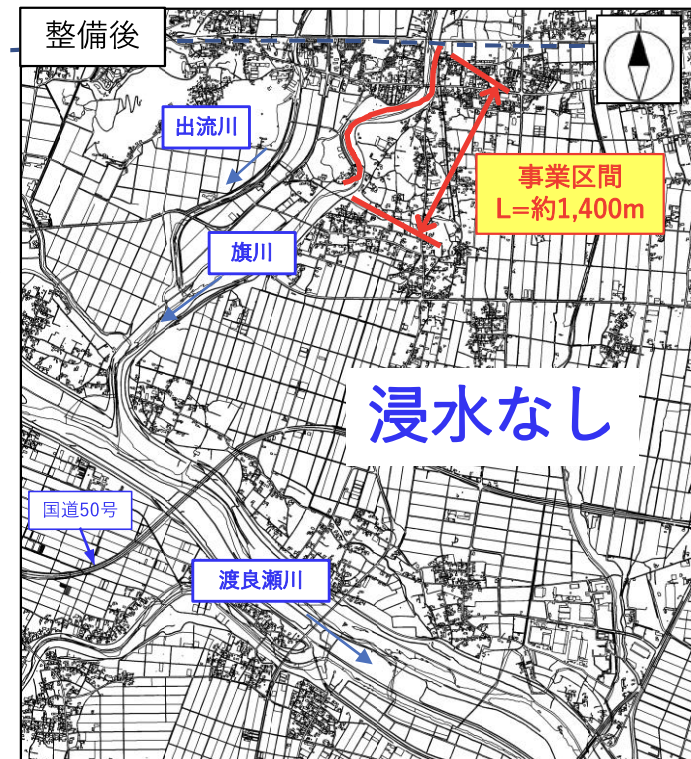 整備後
N
出流川
事業区間
L=約1,400m
旗川
浸水なし
国道50号
渡良瀬川